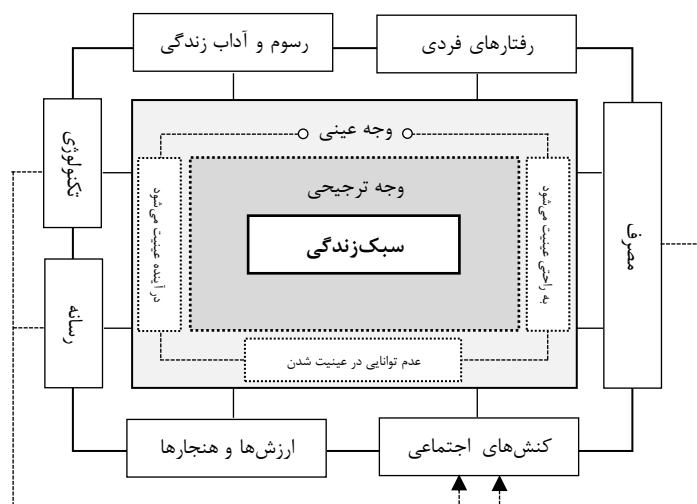 رفتارهای فردی
رسوم و آداب زندگی
وجه عینی
تکنولوژی
وجه ترجیحی
به راحتی عینیت می‌شود
در آینده عینیت می‌شود
مصرف
سبک‌زندگی
رسانه
عدم توانایی در عینیت شدن
کنش‌های اجتماعی
ارزش‌ها و هنجارها